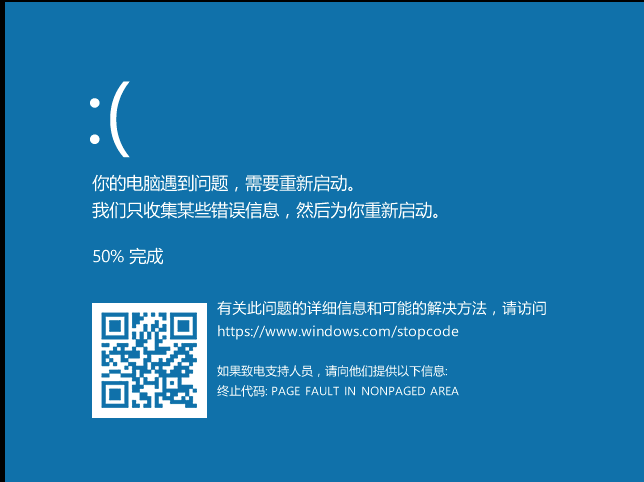 :(
你的电脑遇到问题，需要重新启动。
我们只收集某些错误信息，然后为你重新启动。
50% 完成
有关此问题的详细信息和可能的解决方法，请访问
https://www.windows.com/stopcode
如果致电支持人员，请向他们提供以下信息:
终止代码: PAGE FAULT IN NONPAGED AREA